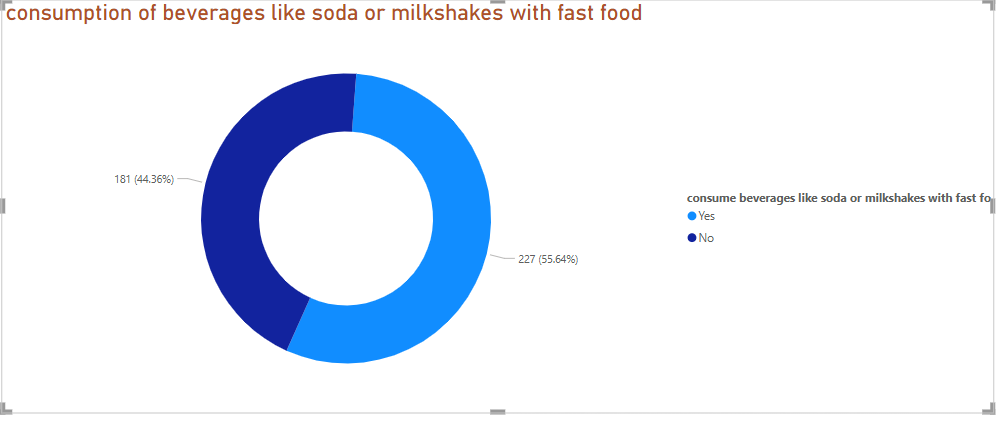 consumption of beverages like soda or milkshakes with fast food
181 (44.36%)
227 (55.64%)
consume beverages like soda or milkshakes with fast fo
Yes
No